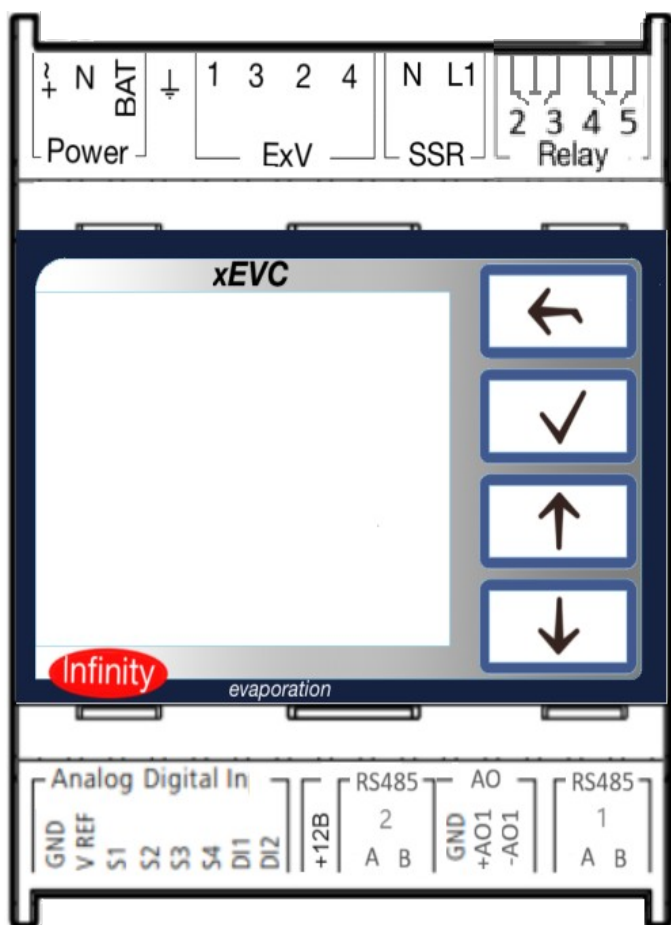 ~+ N BAT ⏚ 1 3 2 4 N L1
2 3 4 5
Power ExV SSR Relay
xEVC
Infinity
evaporation
Analog Digital In RS485 AO RS485
2 1
GND V REF S1 S2 S3 S4 DI1 DI2 +12B A B GND +AO1 -AO1 A B